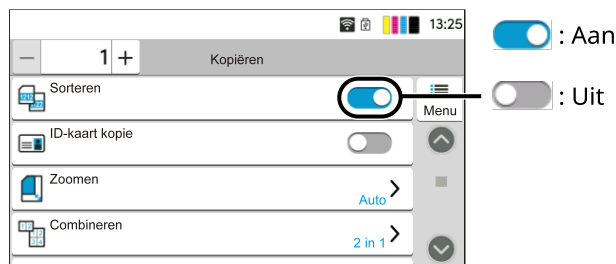 13:25
1 + Kopiëren
Sorteren
Menu
ID-kaart kopie
Zoomen
Auto
Combineren
2 in 1
: Aan
: Uit